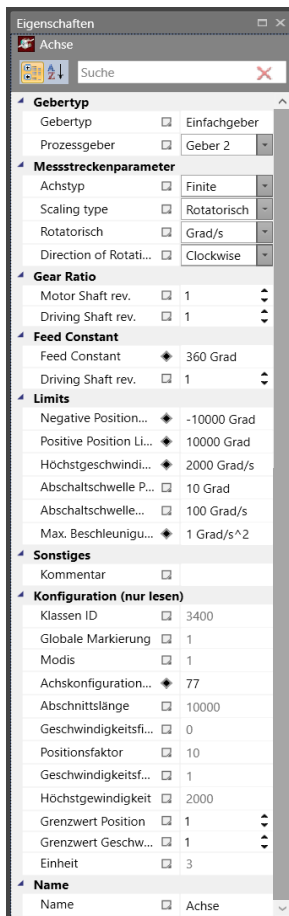 Eigenschaften
Achse
Suche
Gebertyp
Gebertyp Einfachgeber
Prozessgeber Geber 2
Messstreckenparameter
Achstyp Finite
Scaling type Rotatorisch
Rotatorisch Grad/s
Direction of Rotati... Clockwise
Gear Ratio
Motor Shaft rev. 1
Driving Shaft rev. 1
Feed Constant
Feed Constant 360 Grad
Driving Shaft rev. 1
Limits
Negative Position... -10000 Grad
Positive Position Li... 10000 Grad
Höchstgeschwindi... 2000 Grad/s
Abschaltschwelle P... 10 Grad
Abschaltschwelle... 100 Grad/s
Max. Beschleunigu... 1 Grad/s^2
Sonstiges
Kommentar
Konfiguration (nur lesen)
Klassen ID 3400
Globale Markierung 1
Modis 1
Achskonfiguration... 77
Abschnittslänge 10000
Geschwindigkeitsfi... 0
Positionsfaktor 10
Geschwindigkeitsf... 1
Höchstgewindigkeit 2000
Grenzwert Position 1
Grenzwert Geschw... 1
Einheit 3
Name
Name Achse